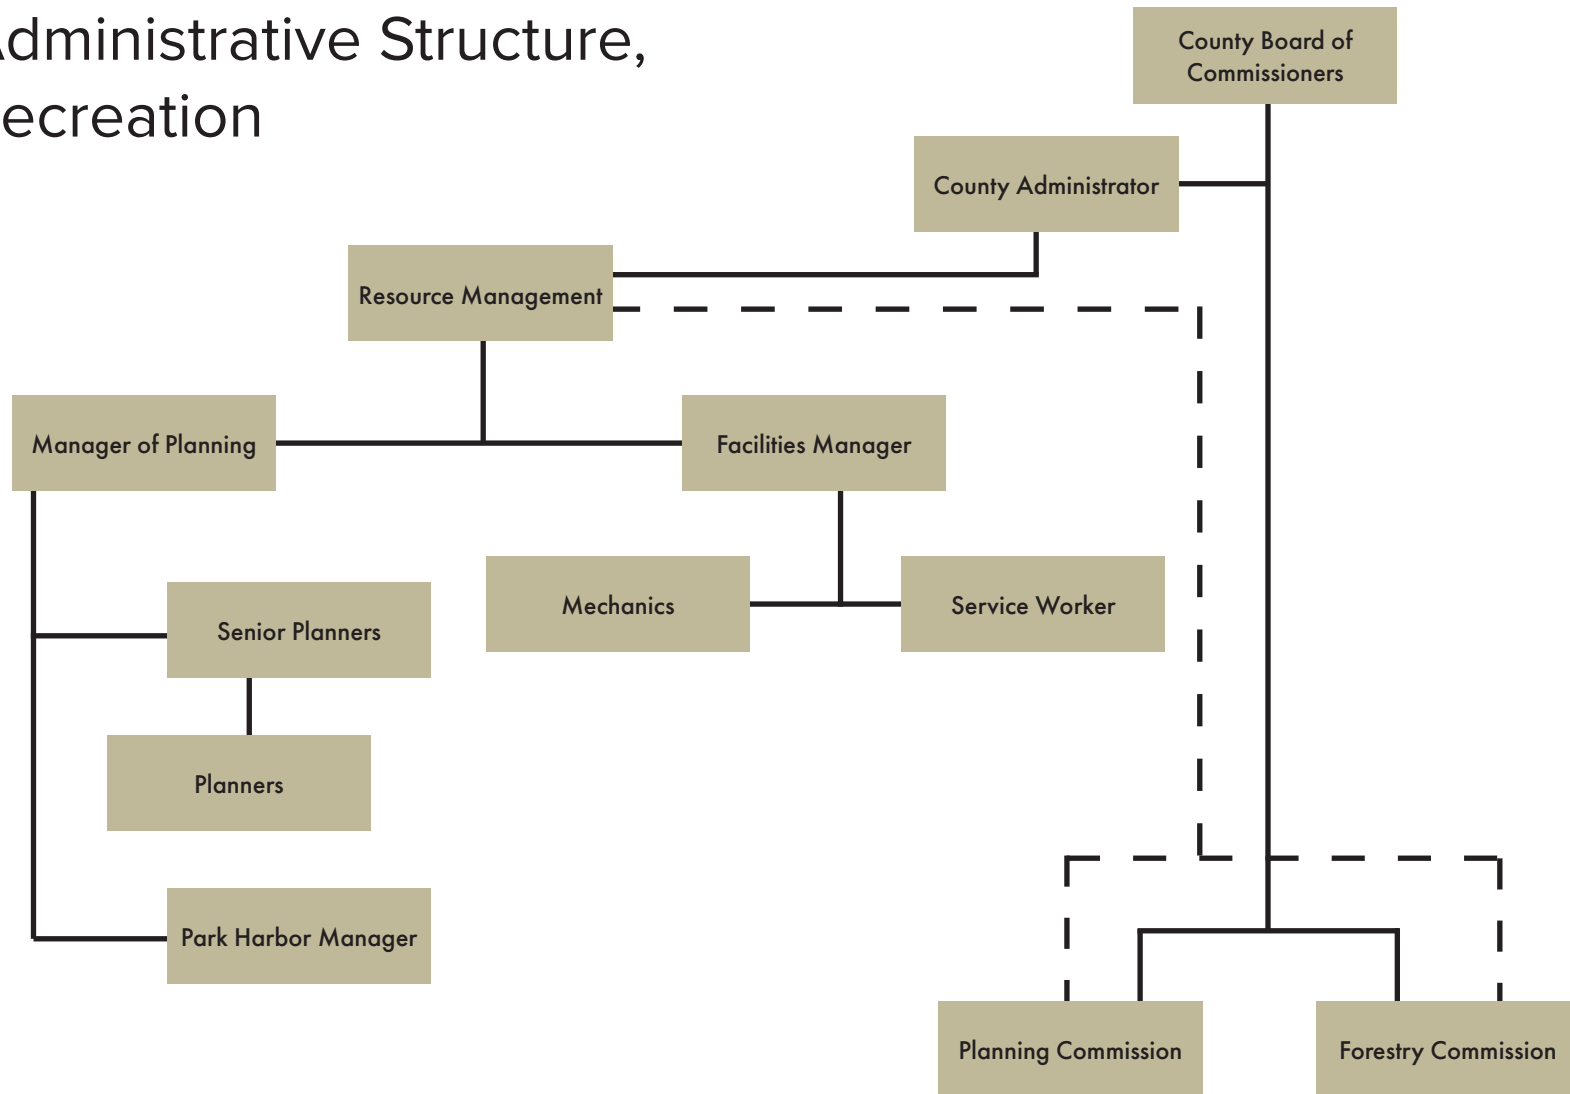 Administrative Structure,
ecreation
County Board of
Commissioners
County Administrator
Resource Management
Manager of Planning
Facilities Manager
Mechanics
Service Worker
Senior Planners
Planners
Park Harbor Manager
Planning Commission
Forestry Commission